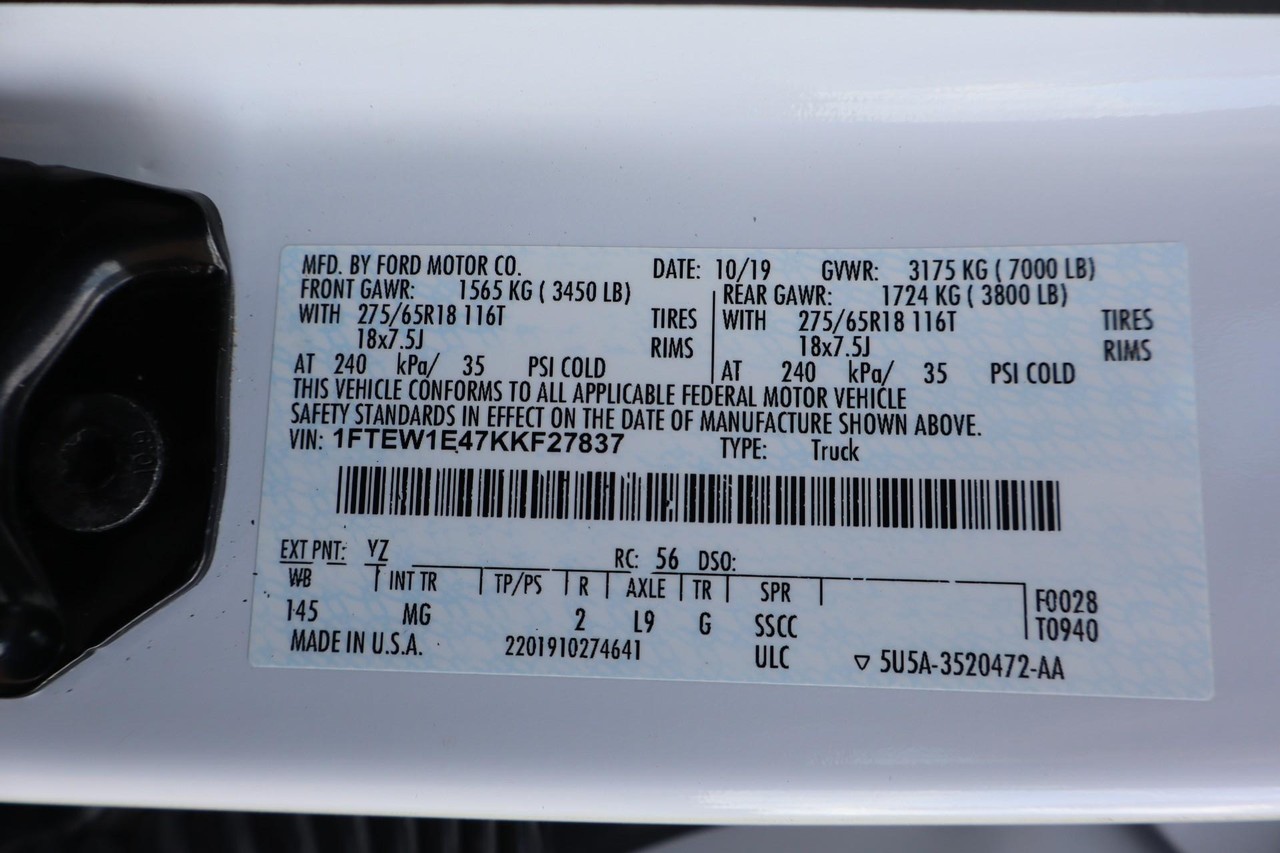 MFD. BY FORD MOTOR CO. DATE: 10/19 GVWR: 3175 KG ( 7000 LB)
FRONT GAWR: 1565 KG ( 3450 LB) REAR GAWR: 1724 KG ( 3800 LB)
WITH 275/65R18 116T TIRES WITH 275/65R18 116T TIRES
18x7.5J RIMS 18x7.5J RIMS
AT 240 kPa/ 35 PSI COLD AT 240 kPa/ 35 PSI COLD
THIS VEHICLE CONFORMS TO ALL APPLICABLE FEDERAL MOTOR VEHICLE
SAFETY STANDARDS IN EFFECT ON THE DATE OF MANUFACTURE SHOWN ABOVE.
VIN: 1FTEW1E47KKF27837 TYPE: Truck
EXT PNT: YZ RC: 56 DSO:
WB INT TR TP/PS R AXLE TR SPR
145 MG 2 L9 G SSCC
F0028
T0940
MADE IN U.S.A. 2201910274641 ULC ▽ 5U5A-3520472-AA